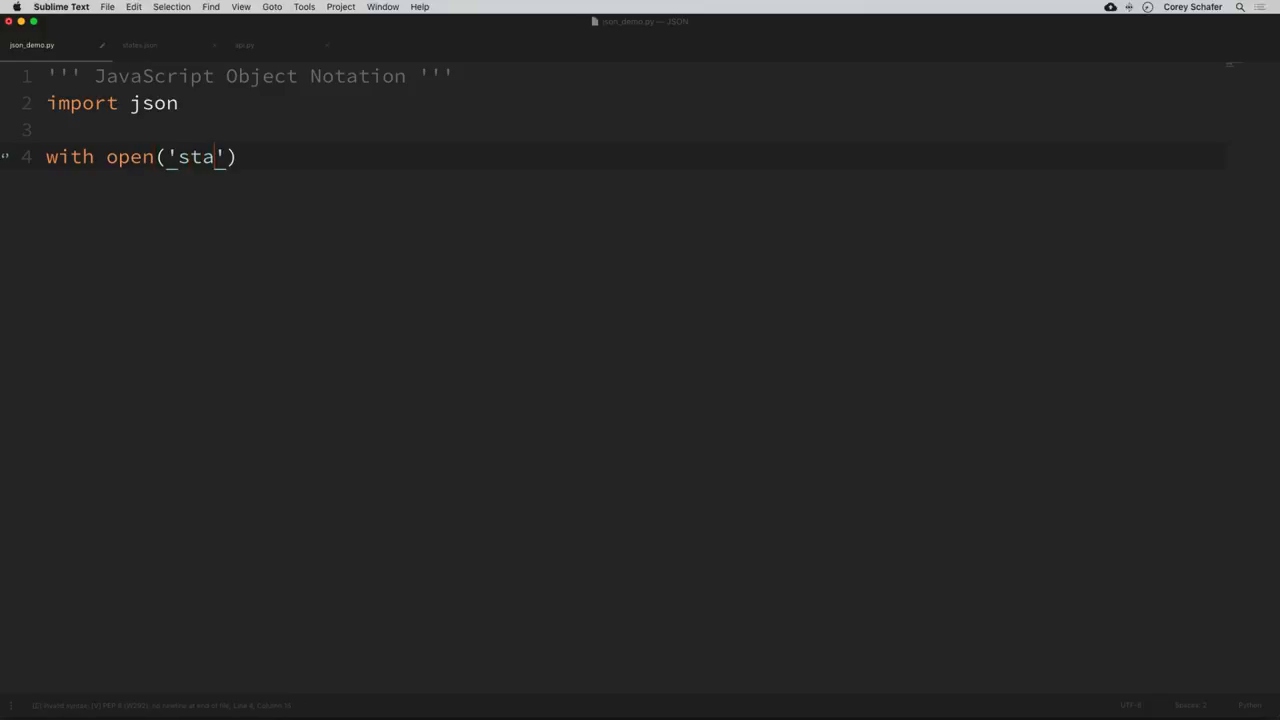 Sublime Text File Edit Selection Find View Goto Tools Project Window Help Corey Schafer
json_demo.py — JSON
json_demo.py states.json api.py
1 ''' JavaScript Object Notation '''
2 import json
3
4 with open('sta')
UTF-8 Spaces: 2 Python